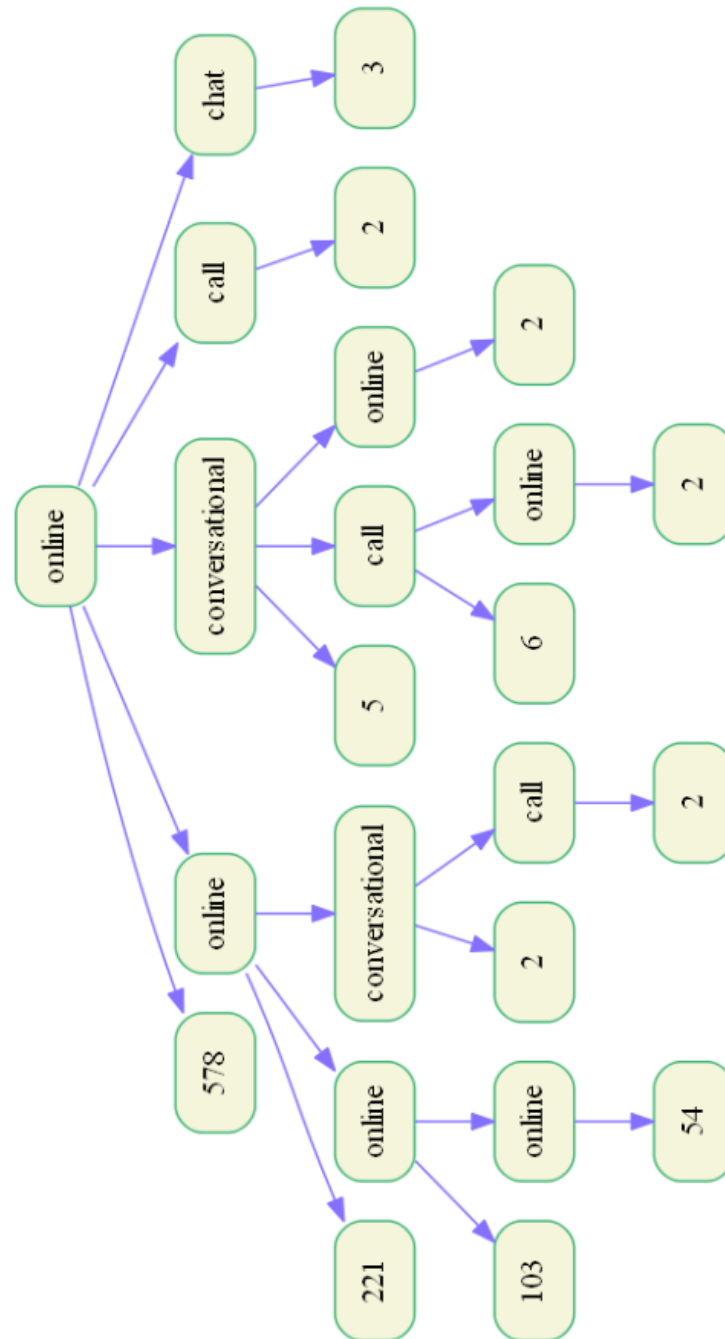 online
chat
call
conversational
online
578
3
2
online
call
5
conversational
online
221
2
online
6
call
2
online
103
2
2
54